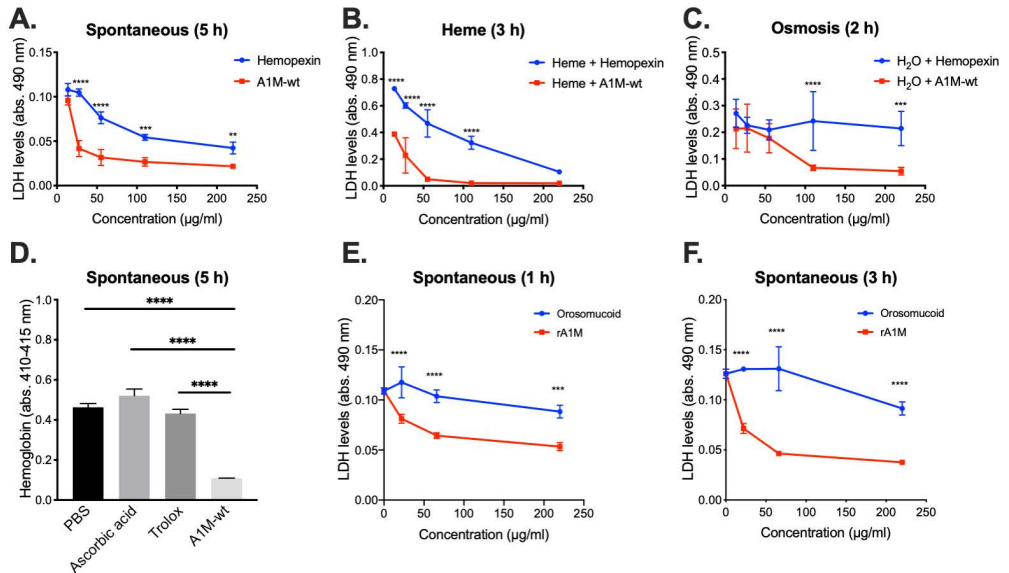 A.
Spontaneous (5 h)
LDH levels (abs. 490 nm)
0.15
0.10
0.05
0.00
0
50
100
150
200
250
Concentration (µg/ml)
Hemopexin
A1M-wt
****
****
***
**
B.
Heme (3 h)
LDH levels (abs. 490 nm)
1.0
0.8
0.6
0.4
0.2
0.0
0
50
100
150
200
250
Concentration (µg/ml)
Heme + Hemopexin
Heme + A1M-wt
****
****
****
****
C.
Osmosis (2 h)
LDH levels (abs. 490 nm)
0.5
0.4
0.3
0.2
0.1
0.0
0
50
100
150
200
250
Concentration (µg/ml)
H₂O + Hemopexin
H₂O + A1M-wt
****
***
D.
Spontaneous (5 h)
Hemoglobin (abs. 410-415 nm)
1.0
0.8
0.6
0.4
0.2
0.0
****
****
****
PBS
Ascorbic acid
Trolox
A1M-wt
E.
Spontaneous (1 h)
LDH levels (abs. 490 nm)
0.20
0.15
0.10
0.05
0.00
0
50
100
150
200
250
Concentration (µg/ml)
Orosomucoid
rA1M
****
****
***
F.
Spontaneous (3 h)
LDH levels (abs. 490 nm)
0.20
0.15
0.10
0.05
0.00
0
50
100
150
200
250
Concentration (µg/ml)
Orosomucoid
rA1M
****
****
****